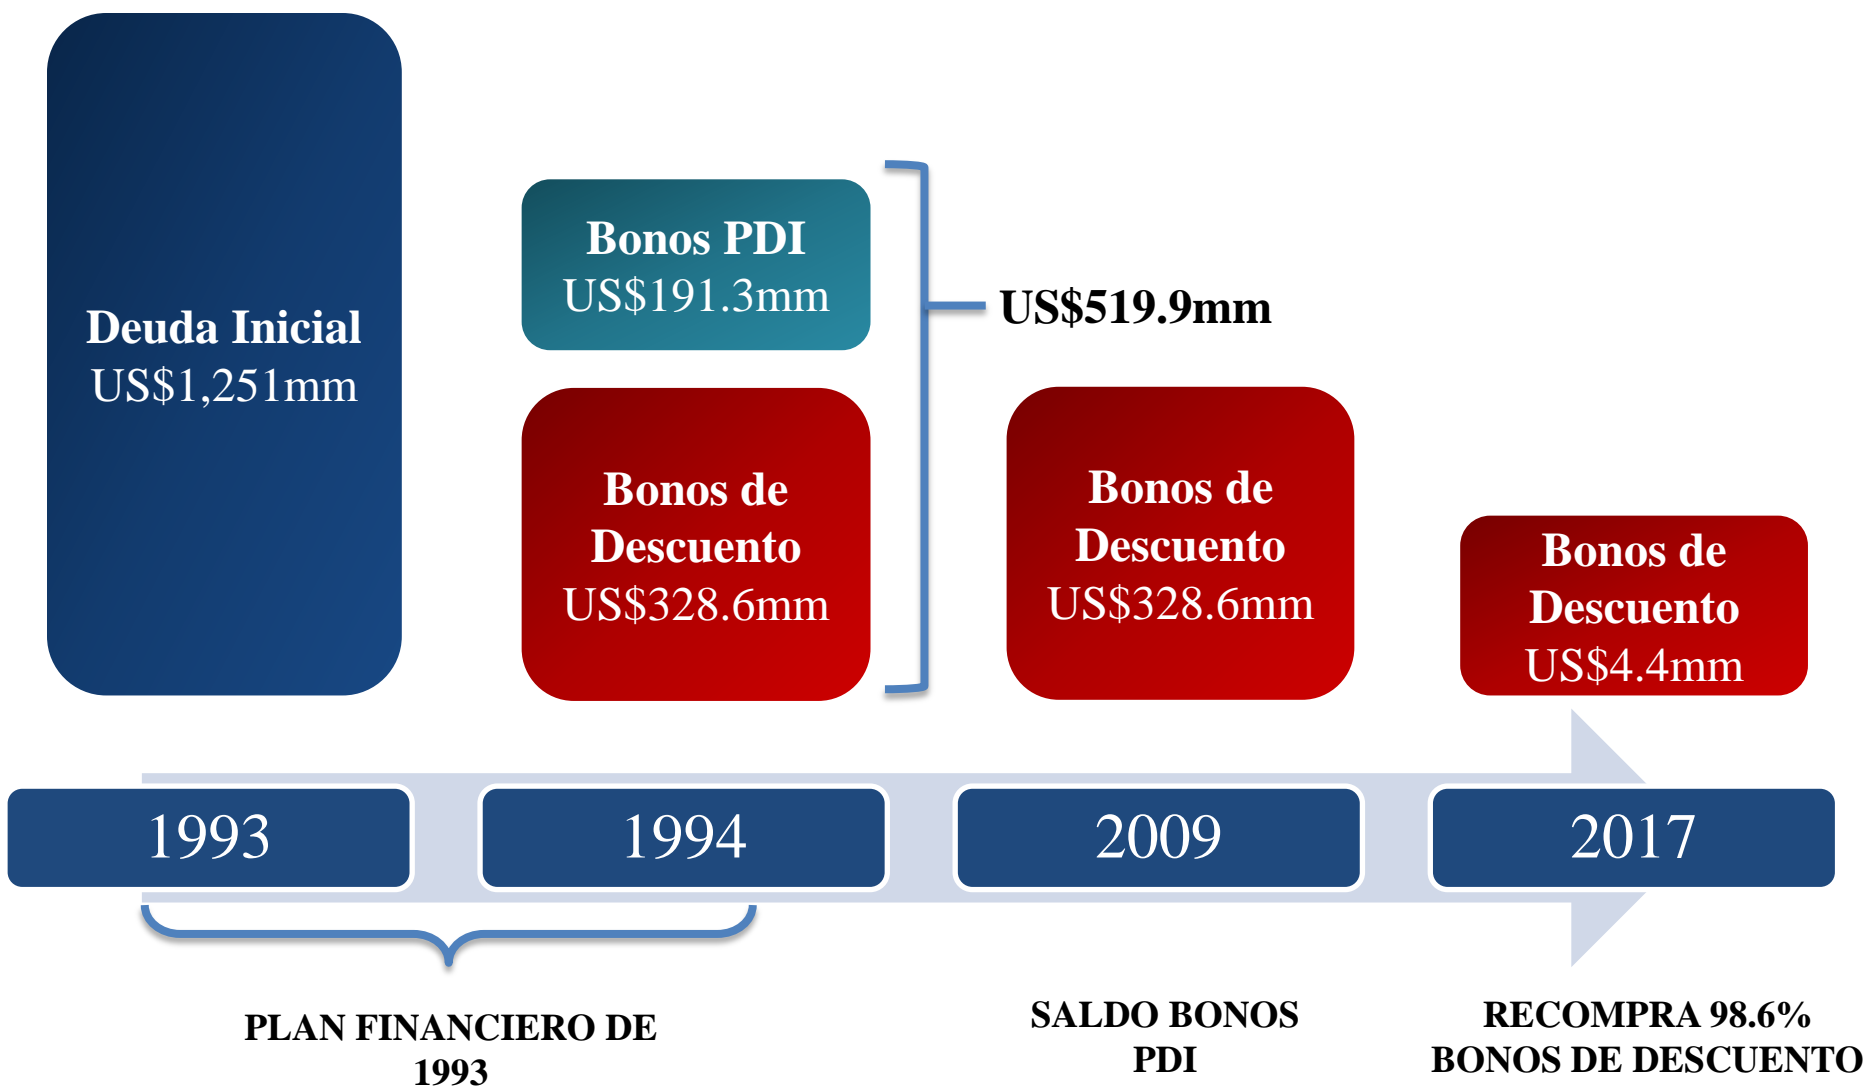 Deuda Inicial
US$1,251mm
Bonos PDI
US$191.3mm
Bonos de
Descuento
US$328.6mm
US$519.9mm
Bonos de
Descuento
US$328.6mm
Bonos de
Descuento
US$4.4mm
1993
1994
2009
2017
PLAN FINANCIERO DE
1993
SALDO BONOS
PDI
RECOMPRA 98.6%
BONOS DE DESCUENTO